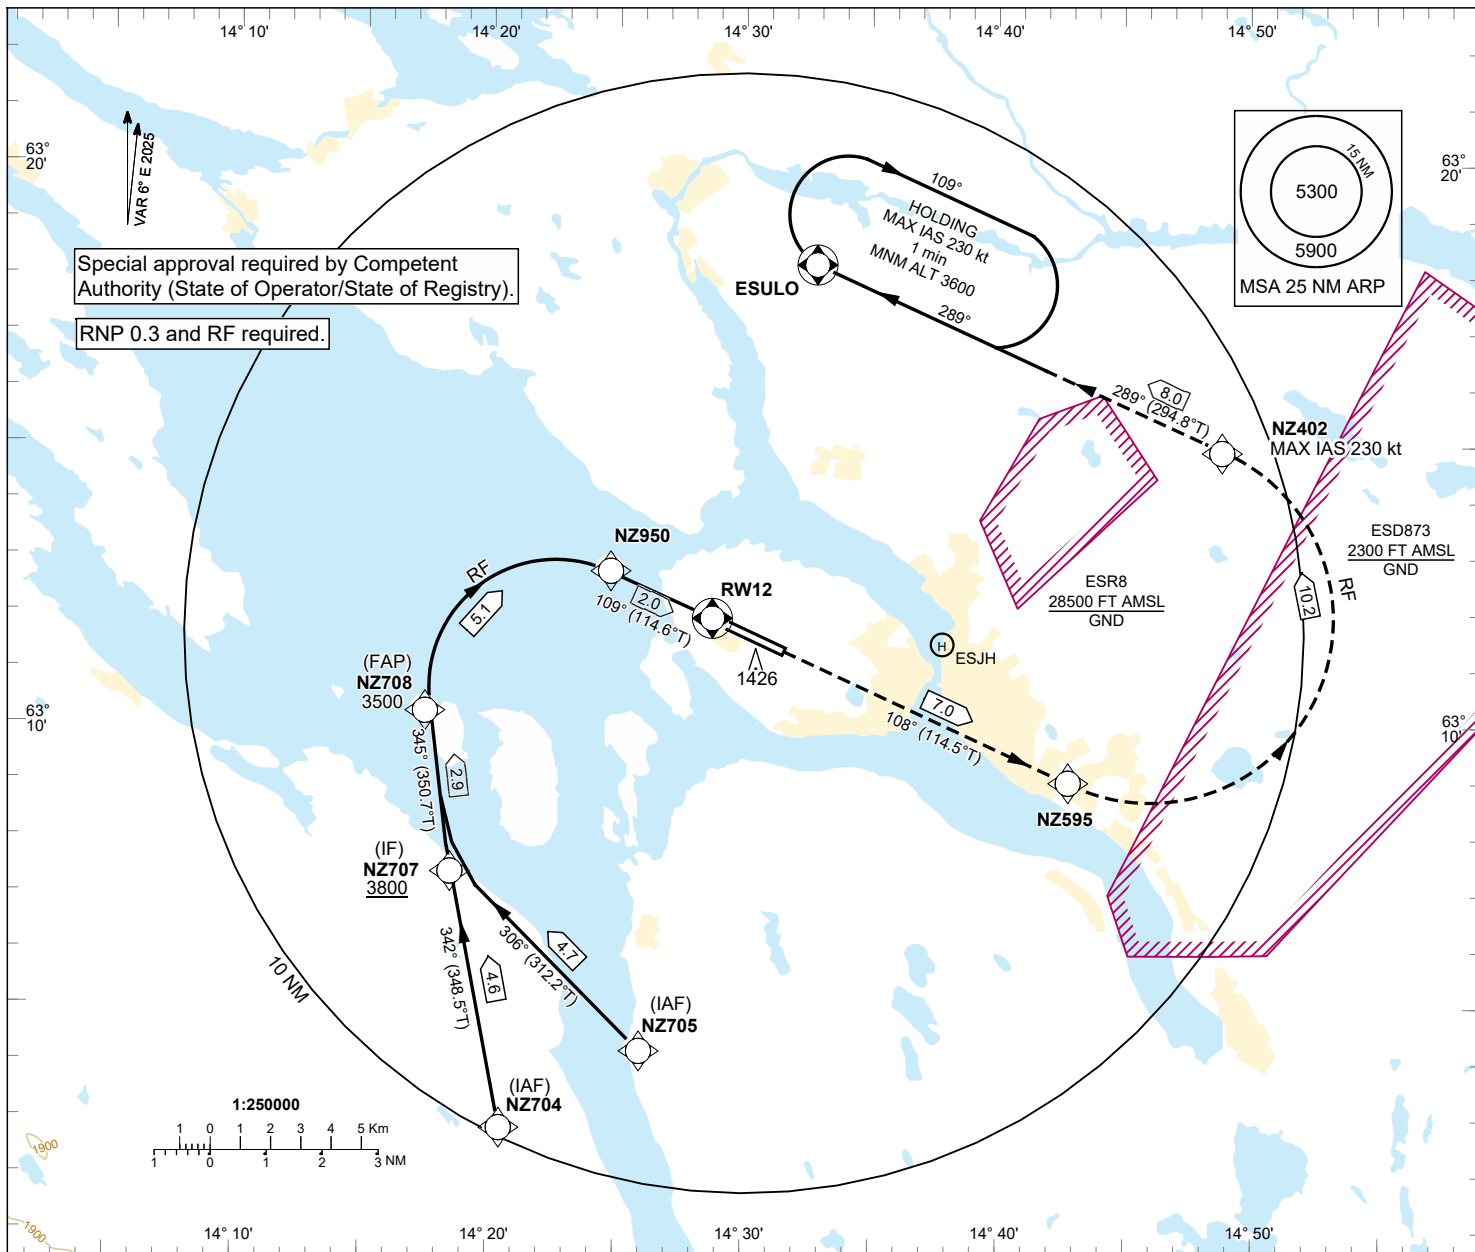 14° 10'
14° 20'
14° 30'
14° 40'
14° 50'
63°
20'
63°
20'
VAR 6° E 2025
Special approval required by Competent
Authority (State of Operator/State of Registry).
RNP 0.3 and RF required.
15 NM
5300
5900
MSA 25 NM ARP
109°
HOLDING
MAX IAS 230 kt
1 min
MNM ALT 3600
289°
ESULO
8.0
289° (294.8°T)
NZ402
MAX IAS 230 kt
ESD873
2300 FT AMSL
GND
RF
10.2
ESR8
28500 FT AMSL
GND
NZ950
RF
5.1
2.0
109° (114.6°T)
RW12
1426
H
ESJH
(FAP)
NZ708
3500
63°
10'
63°
10'
7.0
108° (114.5°T)
345° (350.7°T)
2.9
NZ595
(IF)
NZ707
3800
342° (348.5°T)
4.6
306° (312.2°T)
4.7
10 NM
(IAF)
NZ705
(IAF)
NZ704
1:250000
1 0 1 2 3 4 5 Km
1 0 1 2 3 NM
1900
1900
14° 10'
14° 20'
14° 30'
14° 40'
14° 50'